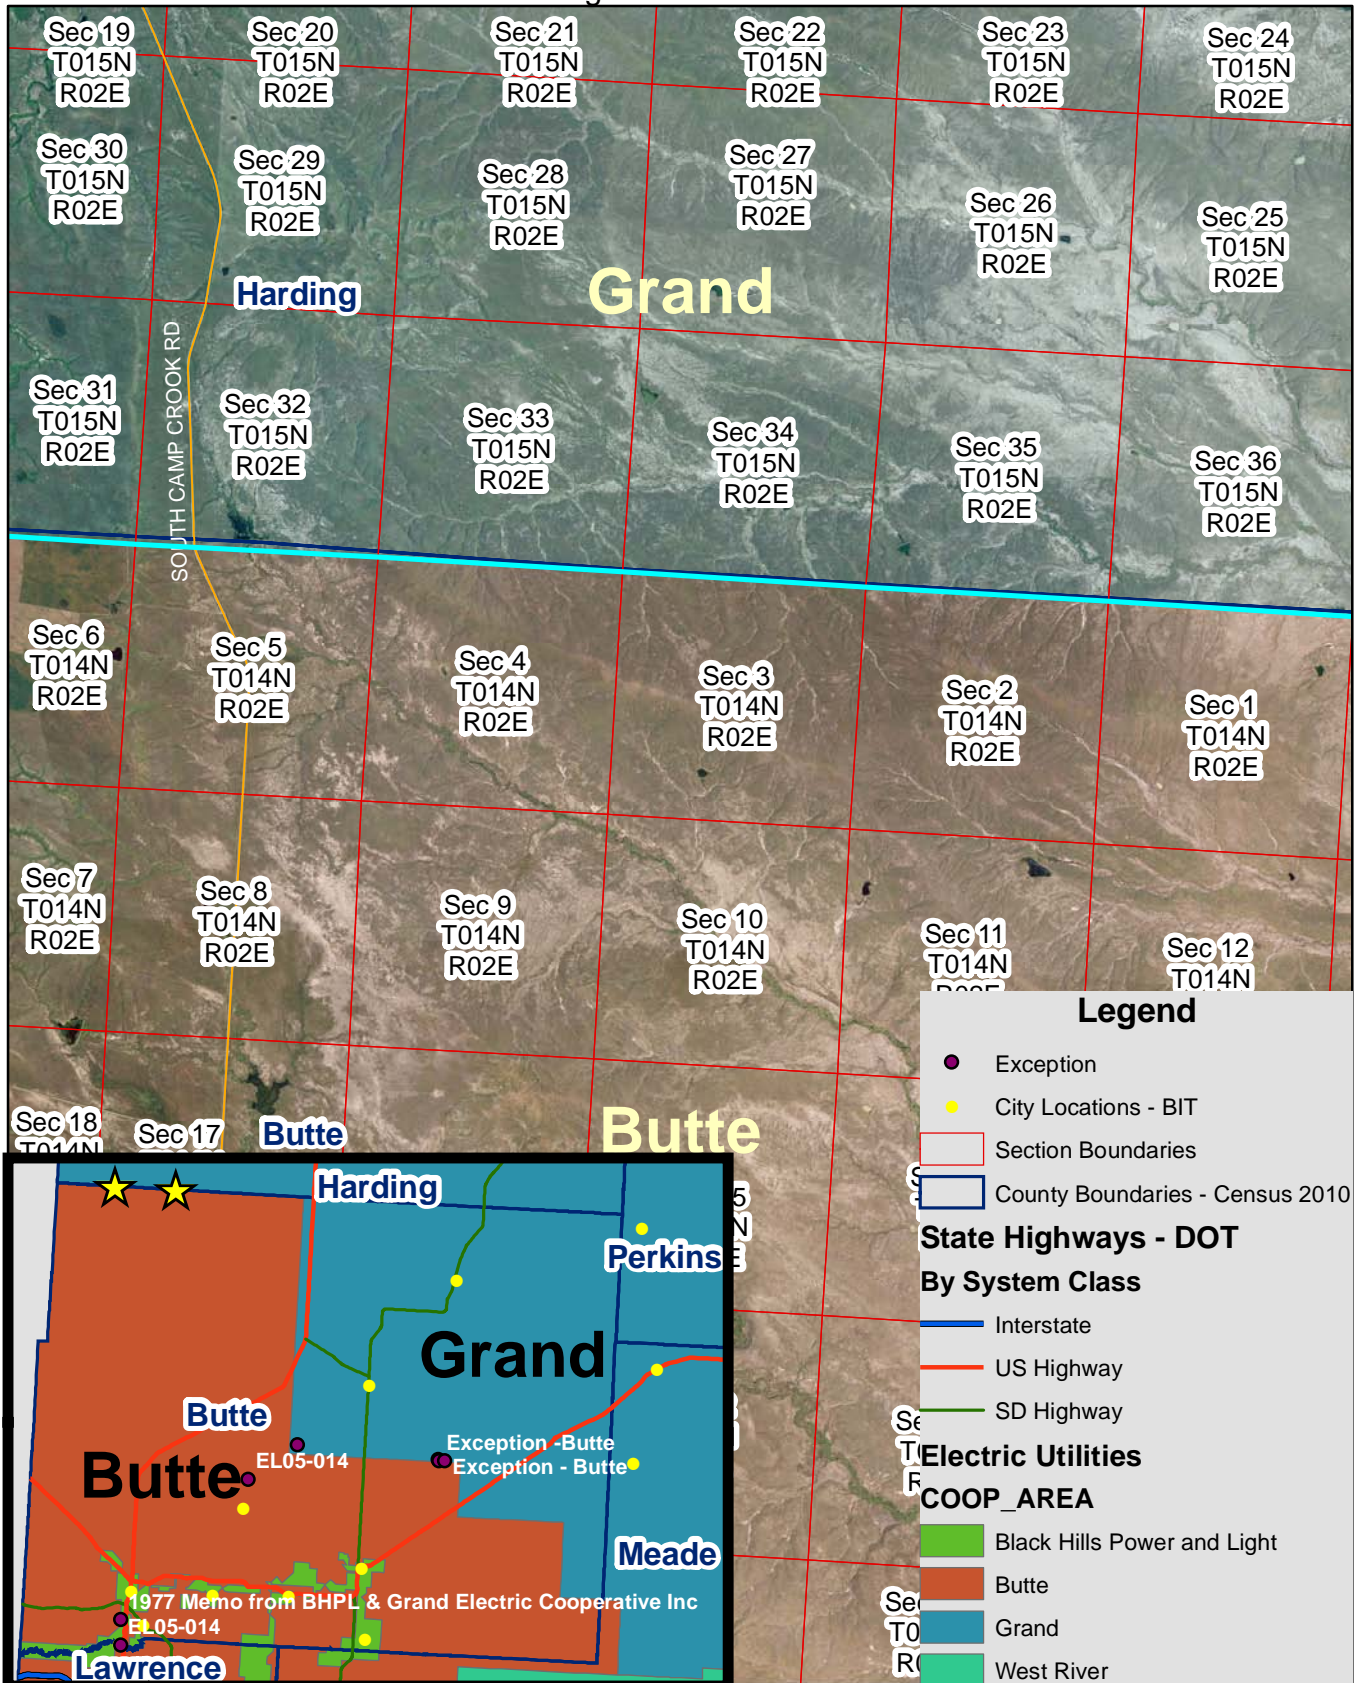 Sec 19
T015N
R02E
Sec 20
T015N
R02E
Sec 21
T015N
R02E
Sec 22
T015N
R02E
Sec 23
T015N
R02E
Sec 24
T015N
R02E
Sec 30
T015N
R02E
Sec 29
T015N
R02E
Sec 28
T015N
R02E
Sec 27
T015N
R02E
Sec 26
T015N
R02E
Sec 25
T015N
R02E
Harding
Grand
SOUTH CAMP CROOK RD
Sec 31
T015N
R02E
Sec 32
T015N
R02E
Sec 33
T015N
R02E
Sec 34
T015N
R02E
Sec 35
T015N
R02E
Sec 36
T015N
R02E
Sec 6
T014N
R02E
Sec 5
T014N
R02E
Sec 4
T014N
R02E
Sec 3
T014N
R02E
Sec 2
T014N
R02E
Sec 1
T014N
R02E
Sec 7
T014N
R02E
Sec 8
T014N
R02E
Sec 9
T014N
R02E
Sec 10
T014N
R02E
Sec 11
T014N
R02E
Sec 12
T014N
Sec 18
T014N
Sec 17
Butte
Butte
Harding
Perkins
Grand
Butte
Butte
EL05-014
Exception -Butte
Exception - Butte
Meade
1977 Memo from BHPL & Grand Electric Cooperative Inc
EL05-014
Lawrence
Legend
Exception
City Locations - BIT
Section Boundaries
County Boundaries - Census 2010
State Highways - DOT
By System Class
Interstate
US Highway
SD Highway
Electric Utilities
COOP_AREA
Black Hills Power and Light
Butte
Grand
West River